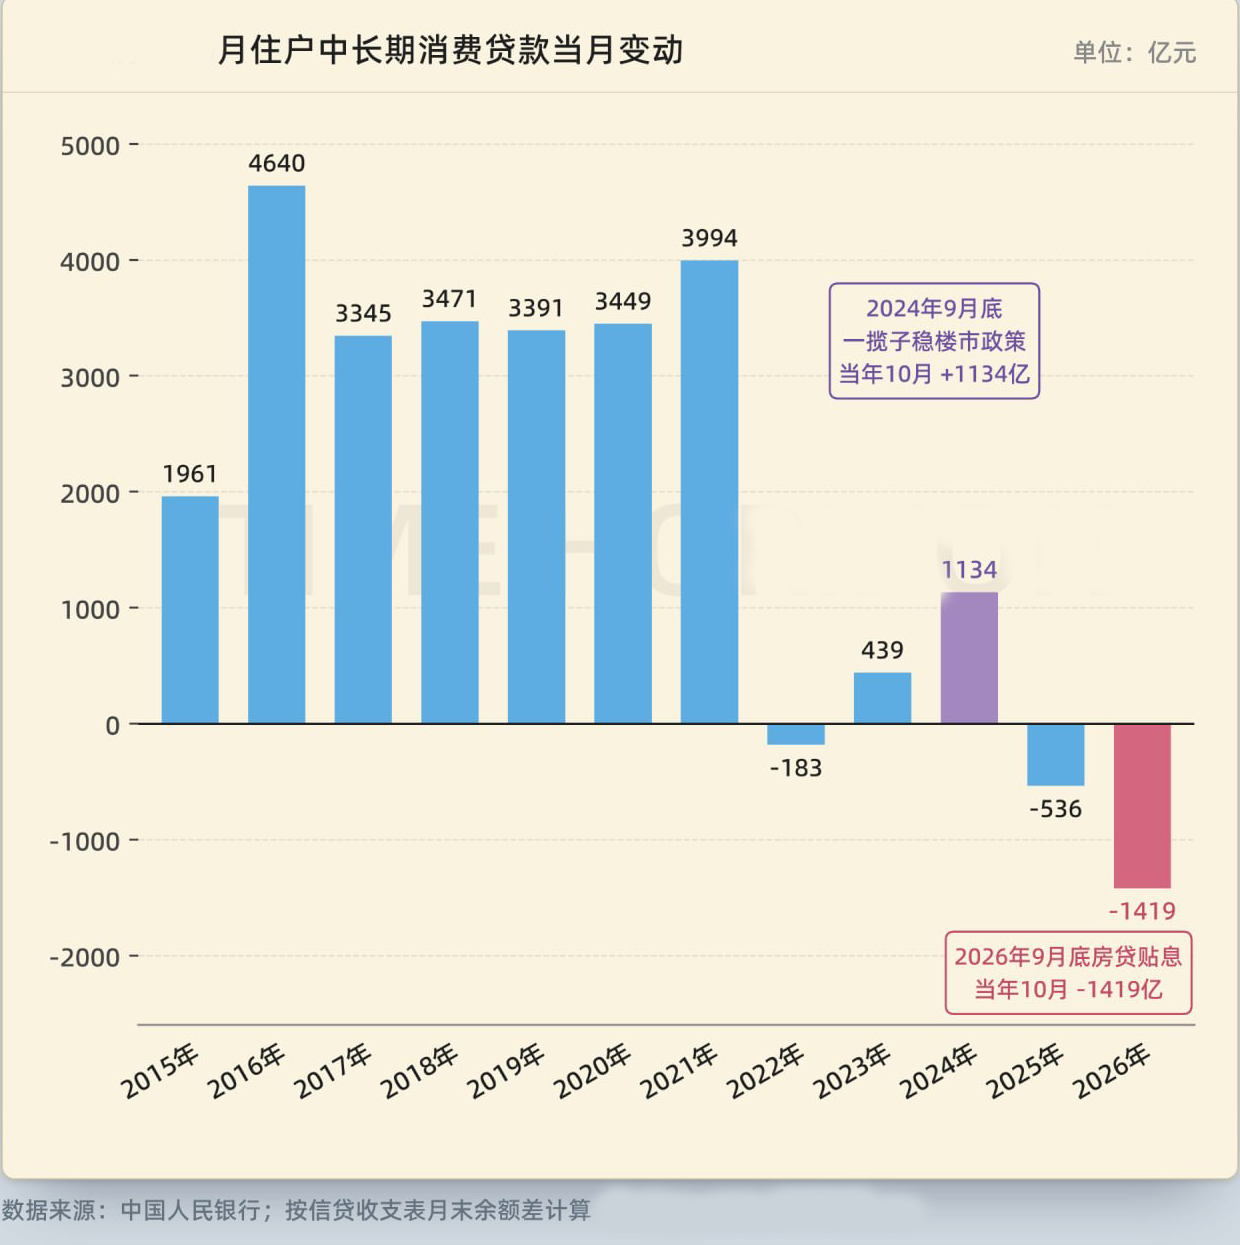 月住户中长期消费贷款当月变动
单位：亿元
5000
4000
3000
2000
1000
0
-1000
-2000
1961
4640
3345
3471
3391
3449
3994
-183
439
1134
-536
-1419
2024年9月底
一揽子稳楼市政策
当年10月 +1134亿
2026年9月底房贷贴息
当年10月 -1419亿
2015年
2016年
2017年
2018年
2019年
2020年
2021年
2022年
2023年
2024年
2025年
2026年
数据来源：中国人民银行；按信贷收支表月末余额差计算